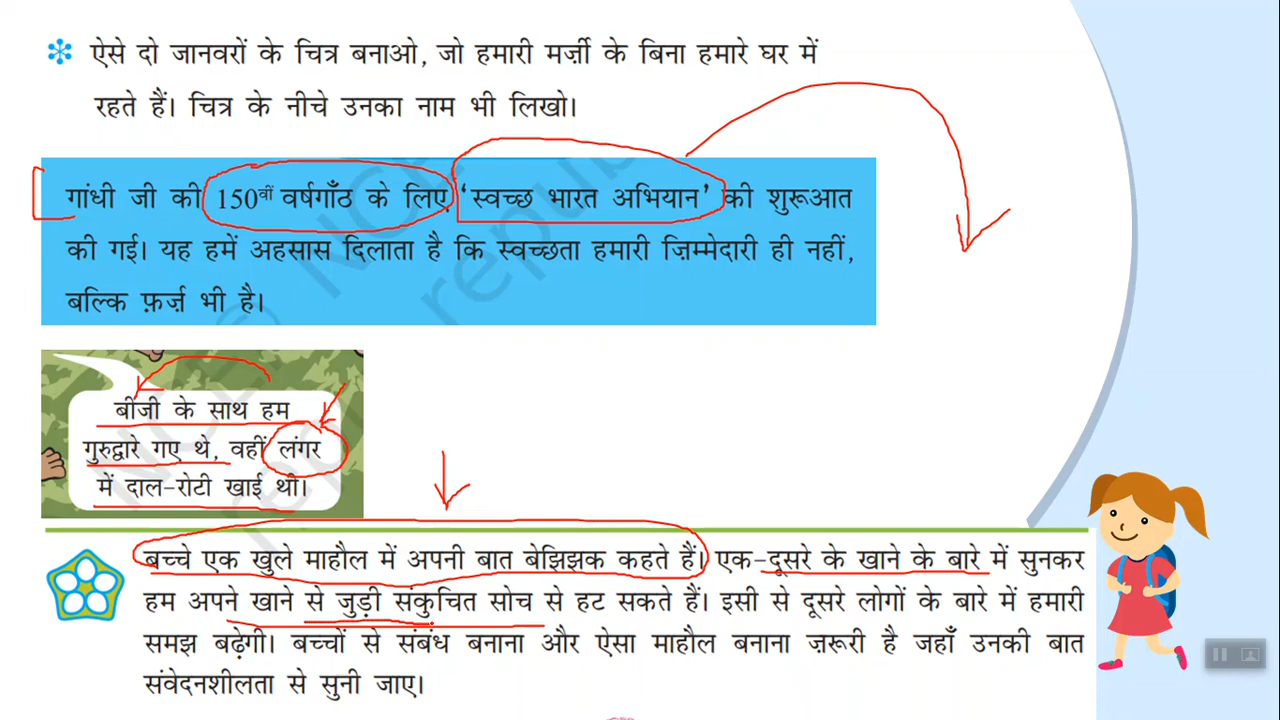 ऐसे दो जानवरों के चित्र बनाओ, जो हमारी मर्ज़ी के बिना हमारे घर में
रहते हैं। चित्र के नीचे उनका नाम भी लिखो।
गांधी जी की 150वीं वर्षगाँठ के लिए 'स्वच्छ भारत अभियान' की शुरूआत
की गई। यह हमें अहसास दिलाता है कि स्वच्छता हमारी ज़िम्मेदारी ही नहीं,
बल्कि फ़र्ज़ भी है।
बीजी के साथ हम
गुरुद्वारे गए थे, वहीं लंगर
में दाल-रोटी खाई थी।
बच्चे एक खुले माहौल में अपनी बात बेझिझक कहते हैं। एक-दूसरे के खाने के बारे में सुनकर
हम अपने खाने से जुड़ी संकुचित सोच से हट सकते हैं। इसी से दूसरे लोगों के बारे में हमारी
समझ बढ़ेगी। बच्चों से संबंध बनाना और ऐसा माहौल बनाना ज़रूरी है जहाँ उनकी बात
संवेदनशीलता से सुनी जाए।